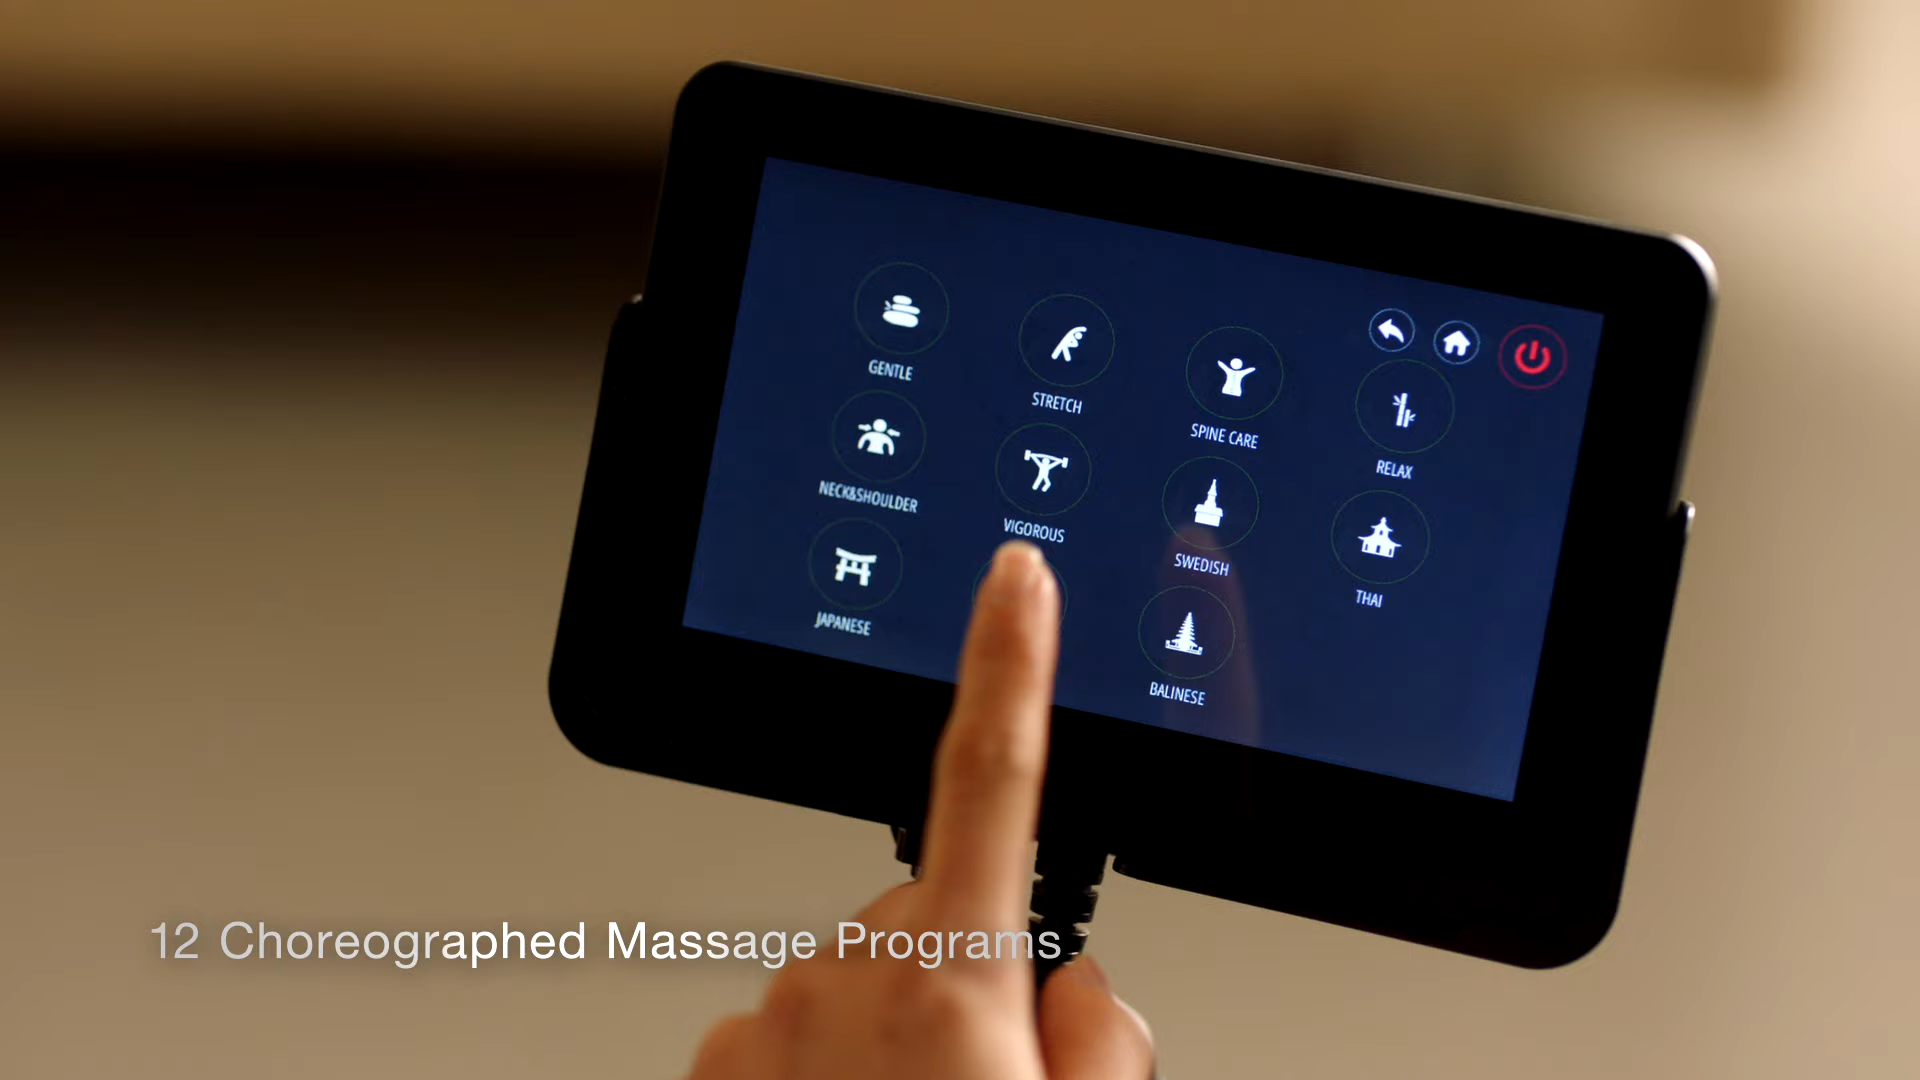 GENTLE
STRETCH
SPINE CARE
RELAX
NECK&SHOULDER
VIGOROUS
SWEDISH
THAI
JAPANESE
BALINESE
12 Choreographed Massage Programs